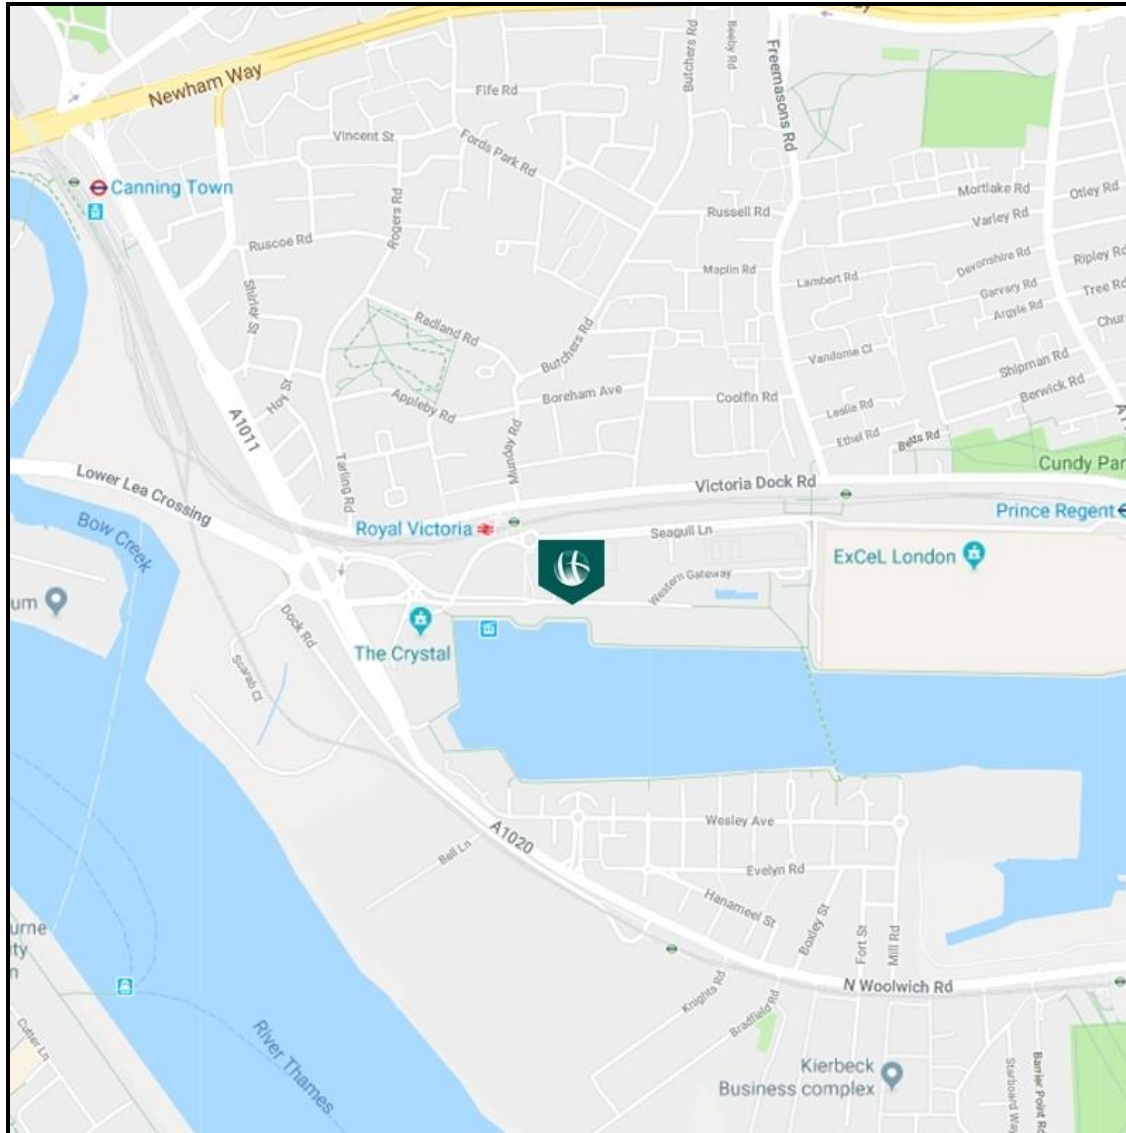 Newham Way
Fife Rd
Butchers Rd
Beeby Rd
Freemasons Rd
Vincent St
Fords Park Rd
Canning Town
Rogers Rd
Mortlake Rd
Otley Rd
Russell Rd
Varley Rd
Ruscoe Rd
Maplin Rd
Lambert Rd
Devonshire Rd
Ripley Rd
Shirley St
Garvary Rd
Tree Rd
Radland Rd
Argyle Rd
Butchers Rd
Vandome Cl
Shipman Rd
Hoy St
Appleby Rd
Boreham Ave
Coolfin Rd
Berwick Rd
Leslie Rd
A1011
Munday Rd
Ethel Rd
Betts Rd
Tarling Rd
Cundy Par
Lower Lea Crossing
Victoria Dock Rd
Royal Victoria
Seagull Ln
Prince Regent
Bow Creek
ExCeL London
Western Gateway
um
Dock Rd
The Crystal
Scarab Cl
Wesley Ave
A1020
Bell Ln
Evelyn Rd
Hanameel St
Boxley St
Fort St
Mill Rd
urne
ity
n
Knights Rd
N Woolwich Rd
Bradfield Rd
Cutter Ln
River Thames
Kierbeck
Business complex
Starboard Way
Barrier Point Rd